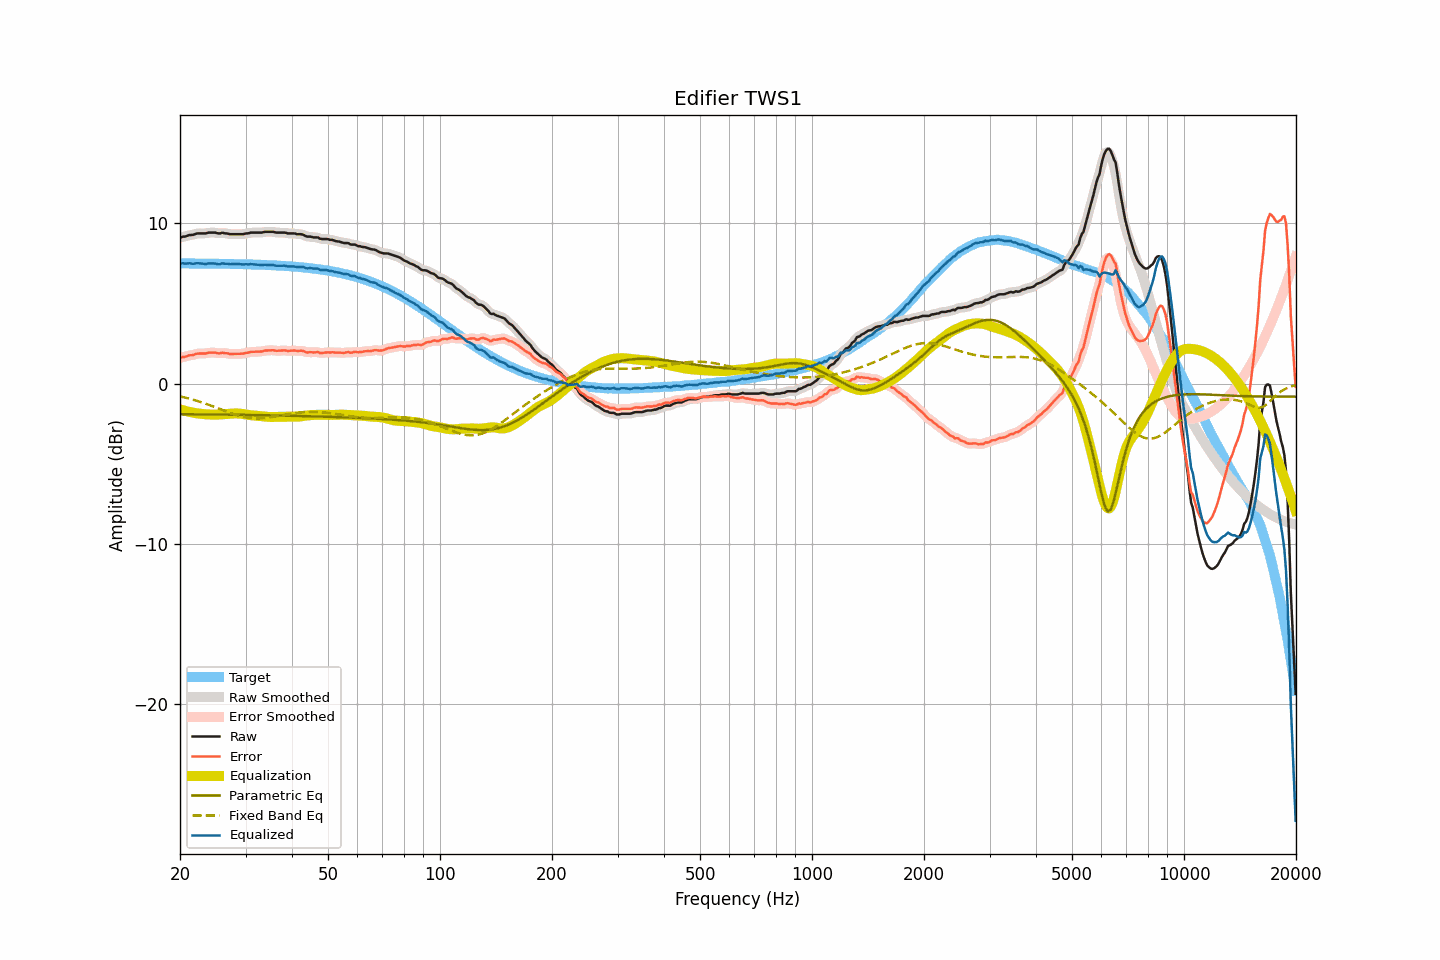 Edifier TWS1
10
0
−10
−20
Amplitude (dBr)
Target
Raw Smoothed
Error Smoothed
Raw
Error
Equalization
Parametric Eq
Fixed Band Eq
Equalized
20 50 100 200 500 1000 2000 5000 10000 20000
Frequency (Hz)